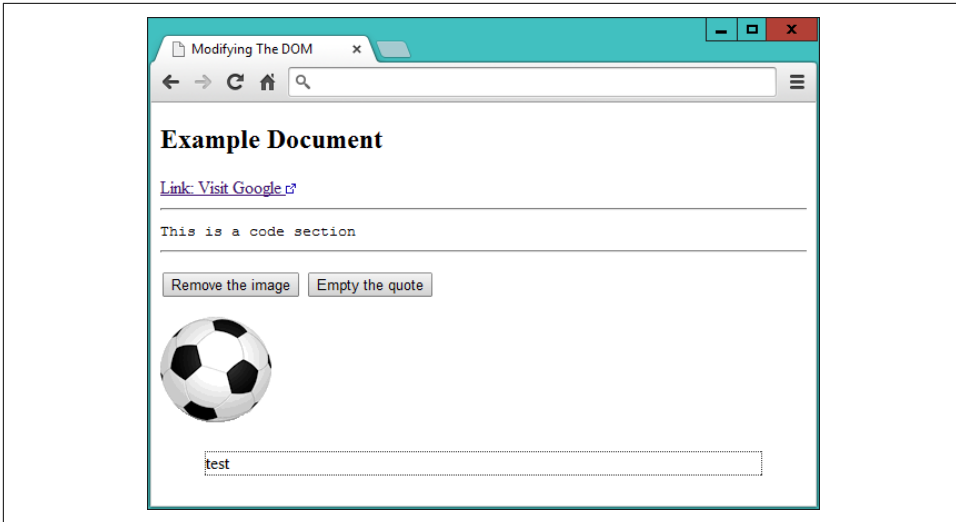 Modifying The DOM
Example Document
Link: Visit Google
This is a code section
Remove the image Empty the quote
test